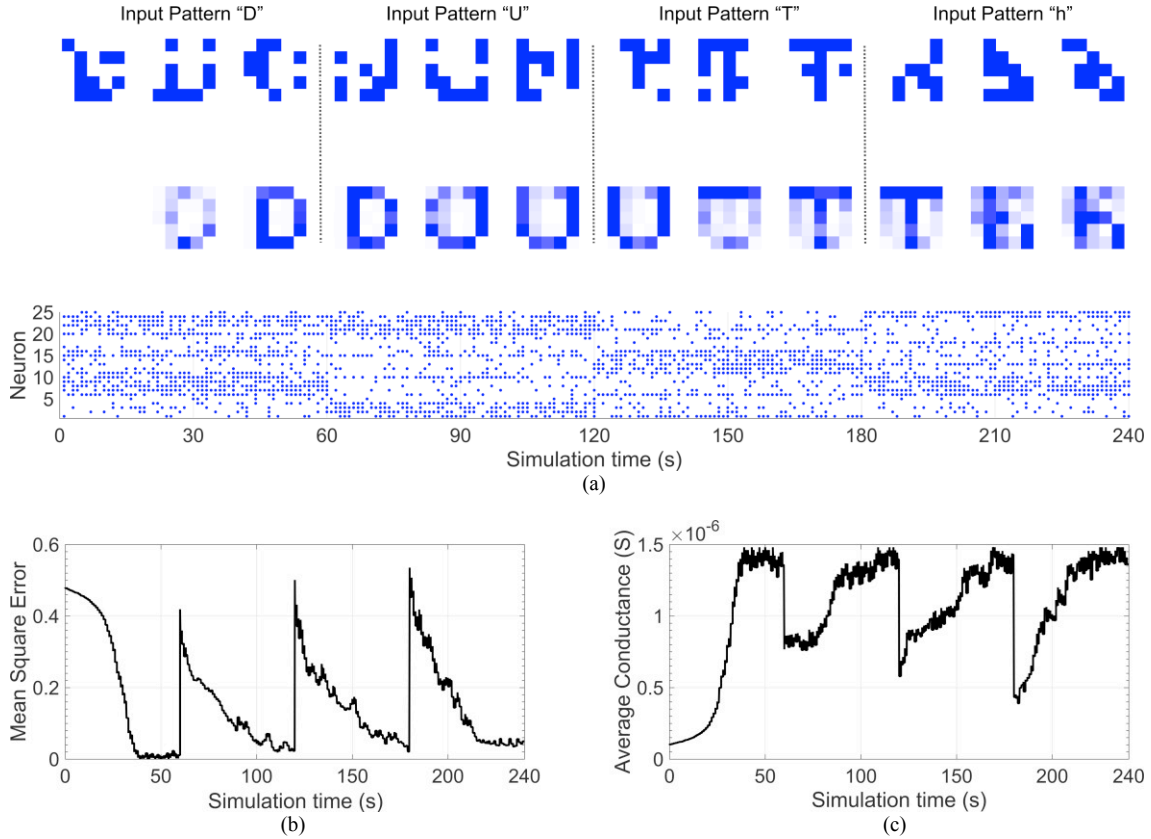 Input Pattern “D” Input Pattern “U” Input Pattern “T” Input Pattern “h”
25
20
15
10
5
Neuron
0 30 60 90 120 150 180 210 240
Simulation time (s)
(a)
0.6
0.4
0.2
0
Mean Square Error
0 50 100 150 200 240
Simulation time (s)
(b)
×10⁻⁶
1.5
1
0.5
0
Average Conductance (S)
0 50 100 150 200 240
Simulation time (s)
(c)